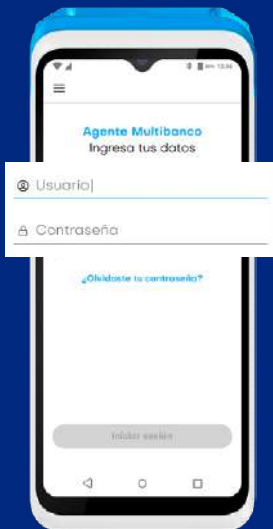 Agente Multibanco
Ingresa tus datos
Usuario
Contraseña
¿Olvidaste tu contraseña?
Iniciar sesión